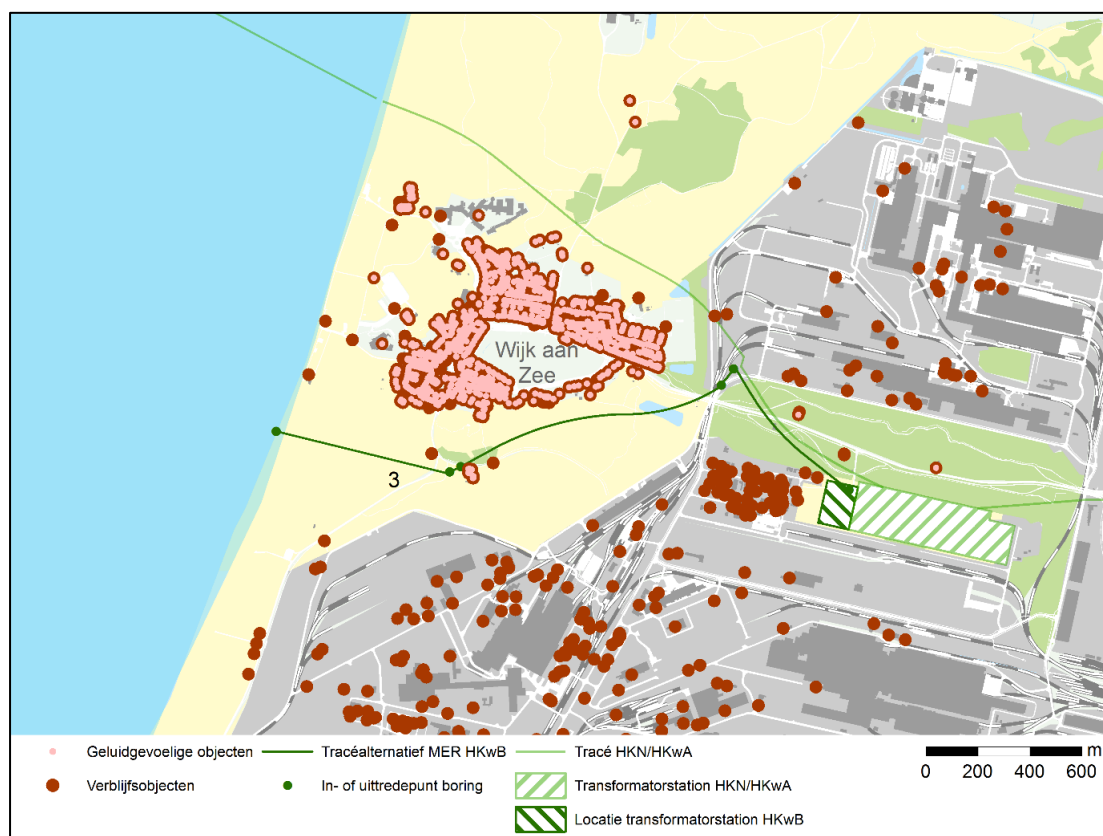 Wijk aan
Zee
3
Geluidgevoelige objecten
Tracéalternatief MER HKwB
Tracé HKN/HKwA
m
0 200 400 600
Verblijfsobjecten
In- of uittredepunt boring
Transformatorstation HKN/HKwA
Locatie transformatorstation HKwB